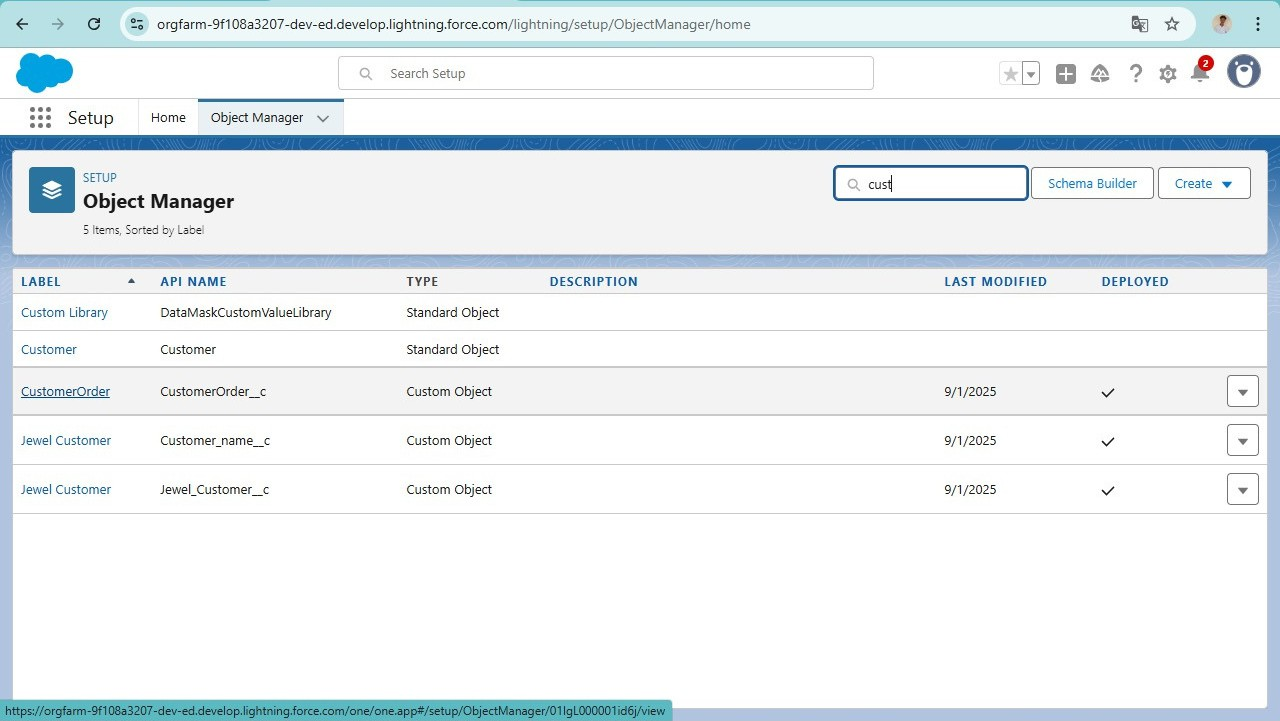 orgfarm-9f108a3207-dev-ed.develop.lightning.force.com/lightning/setup/ObjectManager/home
Search Setup
2
Setup
Home
Object Manager
SETUP
Object Manager
5 Items, Sorted by Label
cust
Schema Builder
Create
LABEL API NAME TYPE DESCRIPTION LAST MODIFIED DEPLOYED
Custom Library DataMaskCustomValueLibrary Standard Object
Customer Customer Standard Object
CustomerOrder CustomerOrder__c Custom Object 9/1/2025
Jewel Customer Customer_name__c Custom Object 9/1/2025
Jewel Customer Jewel_Customer__c Custom Object 9/1/2025
https://orgfarm-9f108a3207-dev-ed.develop.lightning.force.com/one/one.app#/setup/ObjectManager/01IgL000001id6j/view